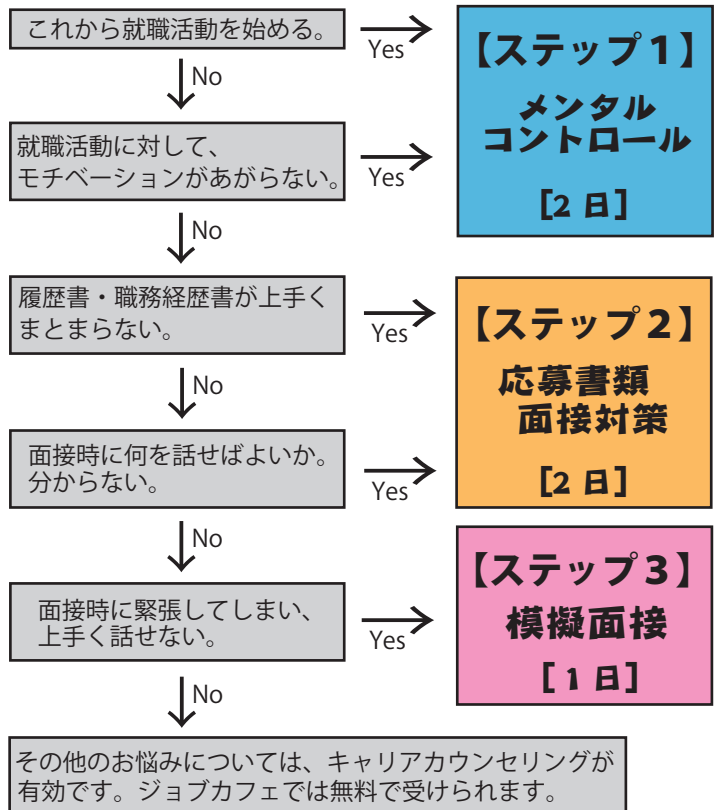 これから就職活動を始める。
Yes
【ステップ1】
メンタル
コントロール
[2 日]
No
就職活動に対して、
モチベーションがあがらない。
Yes
No
履歴書・職務経歴書が上手く
まとまらない。
Yes
【ステップ2】
応募書類
面接対策
[2 日]
No
面接時に何を話せばよいか。
分からない。
Yes
No
面接時に緊張してしまい、
上手く話せない。
Yes
【ステップ3】
模擬面接
[1 日]
No
その他のお悩みについては、キャリアカウンセリングが
有効です。ジョブカフェでは無料で受けられます。